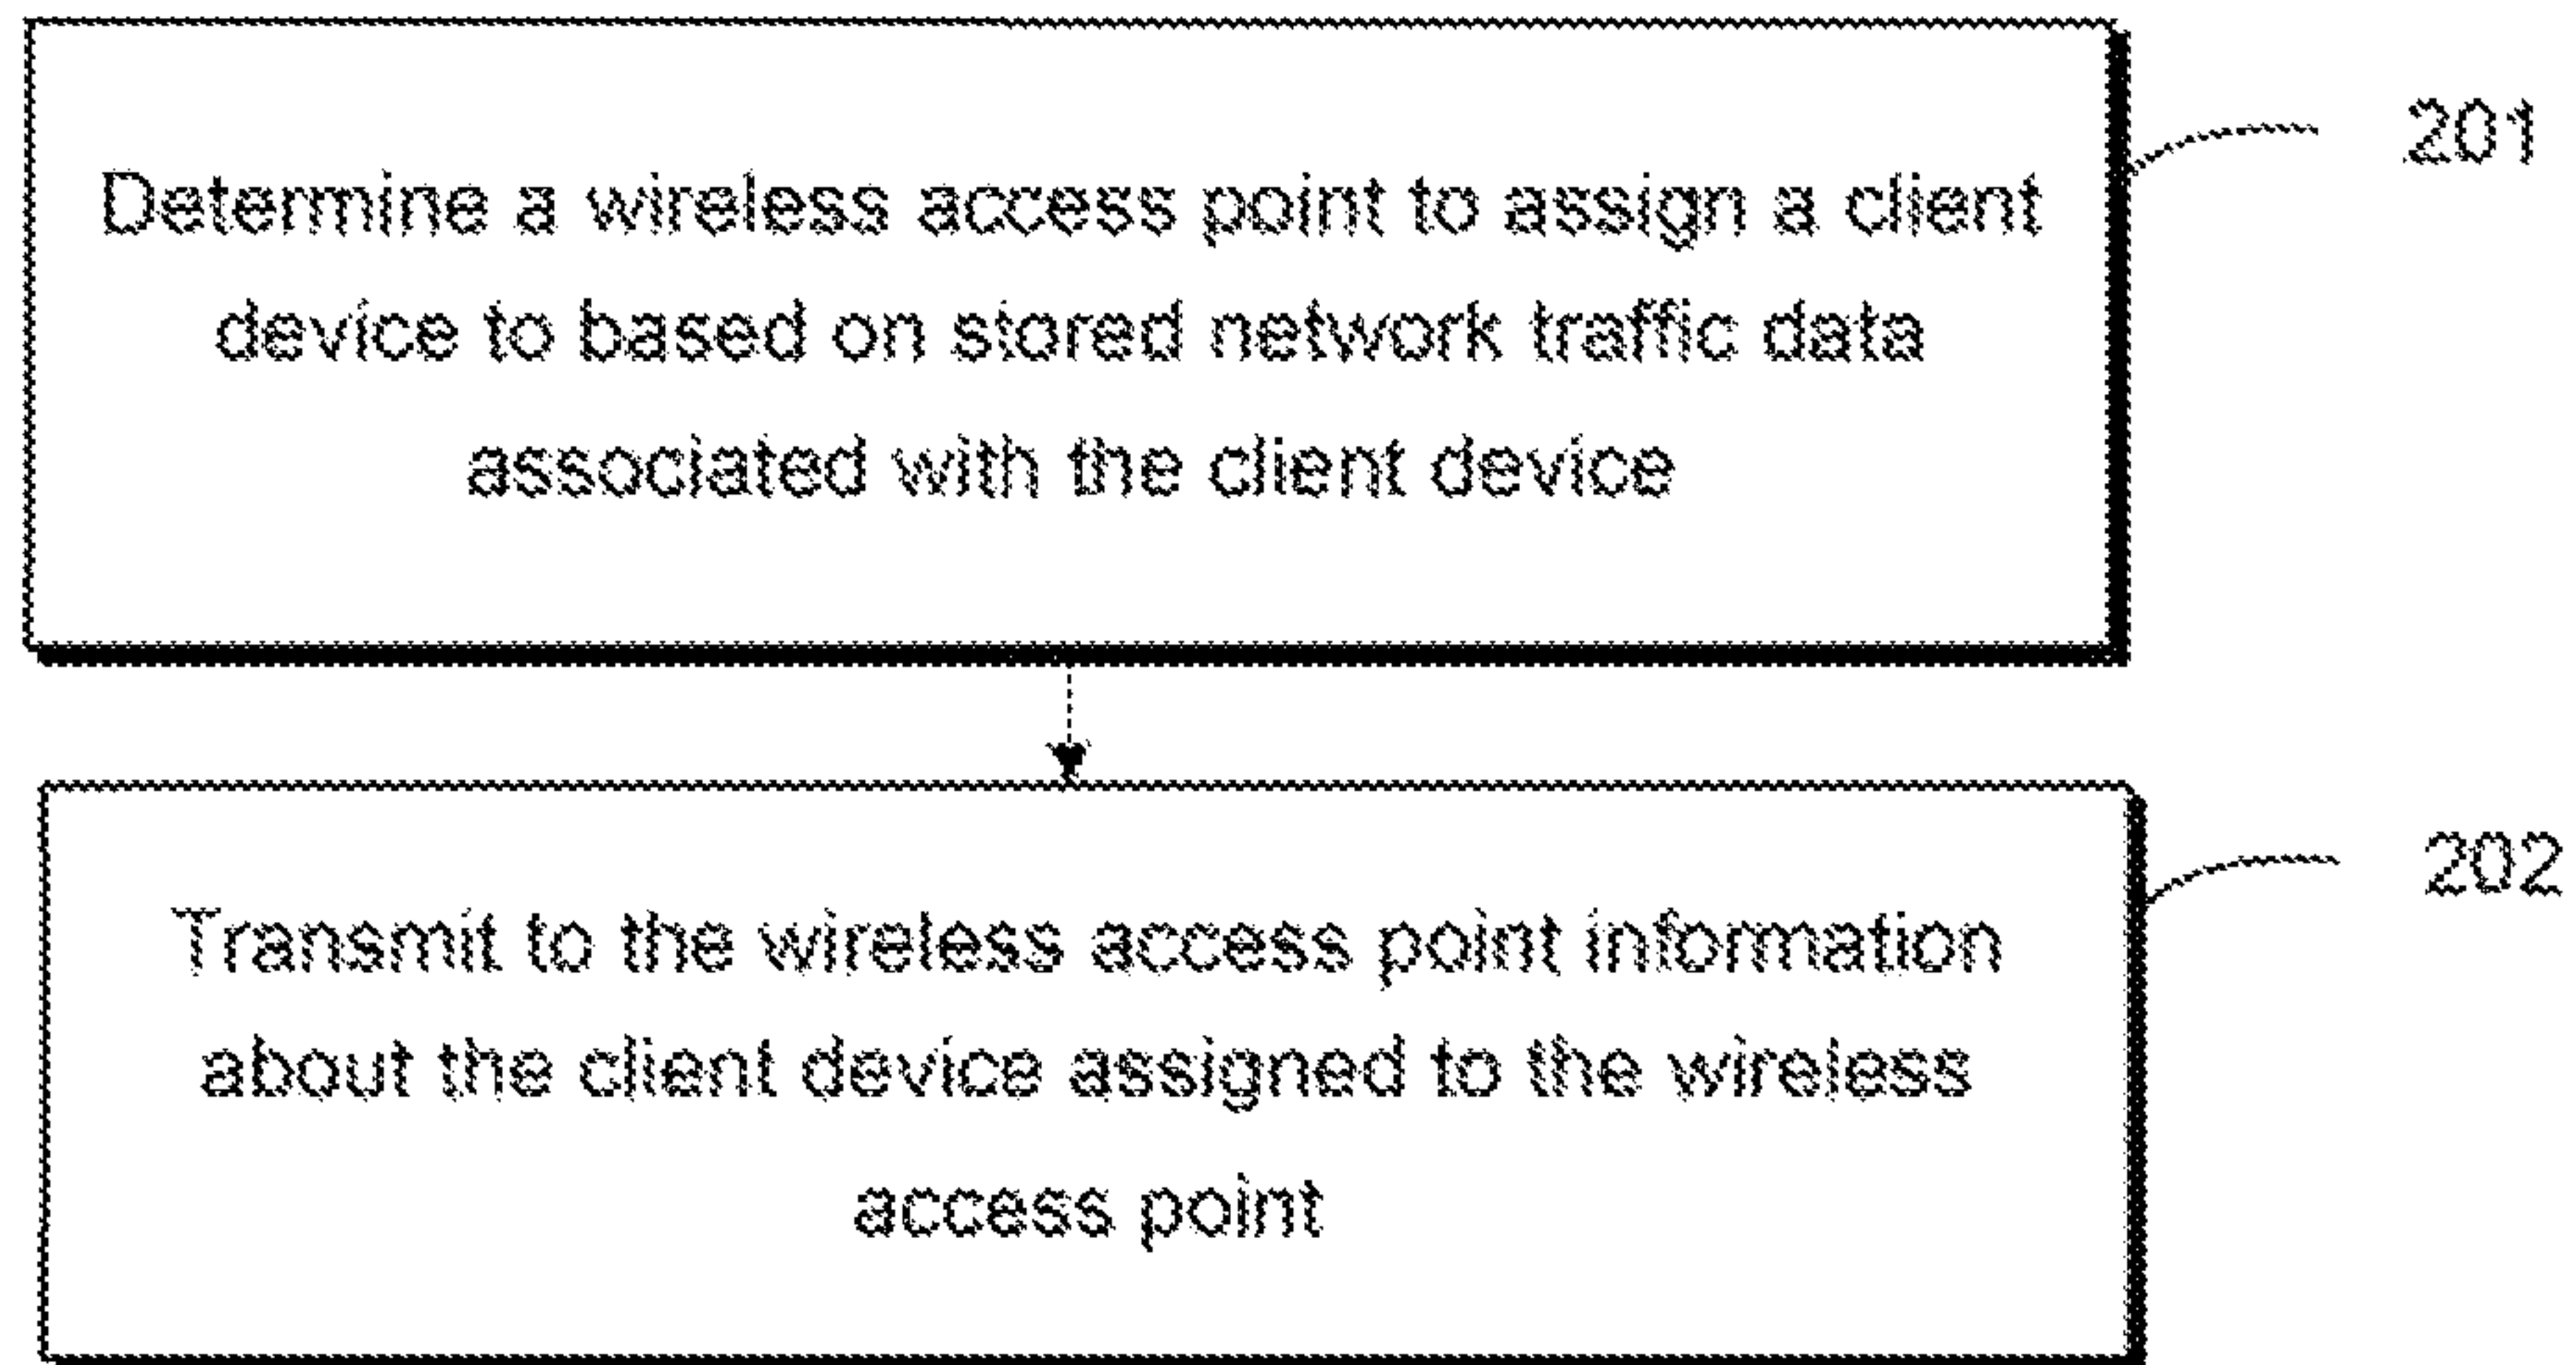 Determine a wireless access point to assign a client
device to based on stored network traffic data
associated with the client device
201
Transmit to the wireless access point information
about the client device assigned to the wireless
access point
202